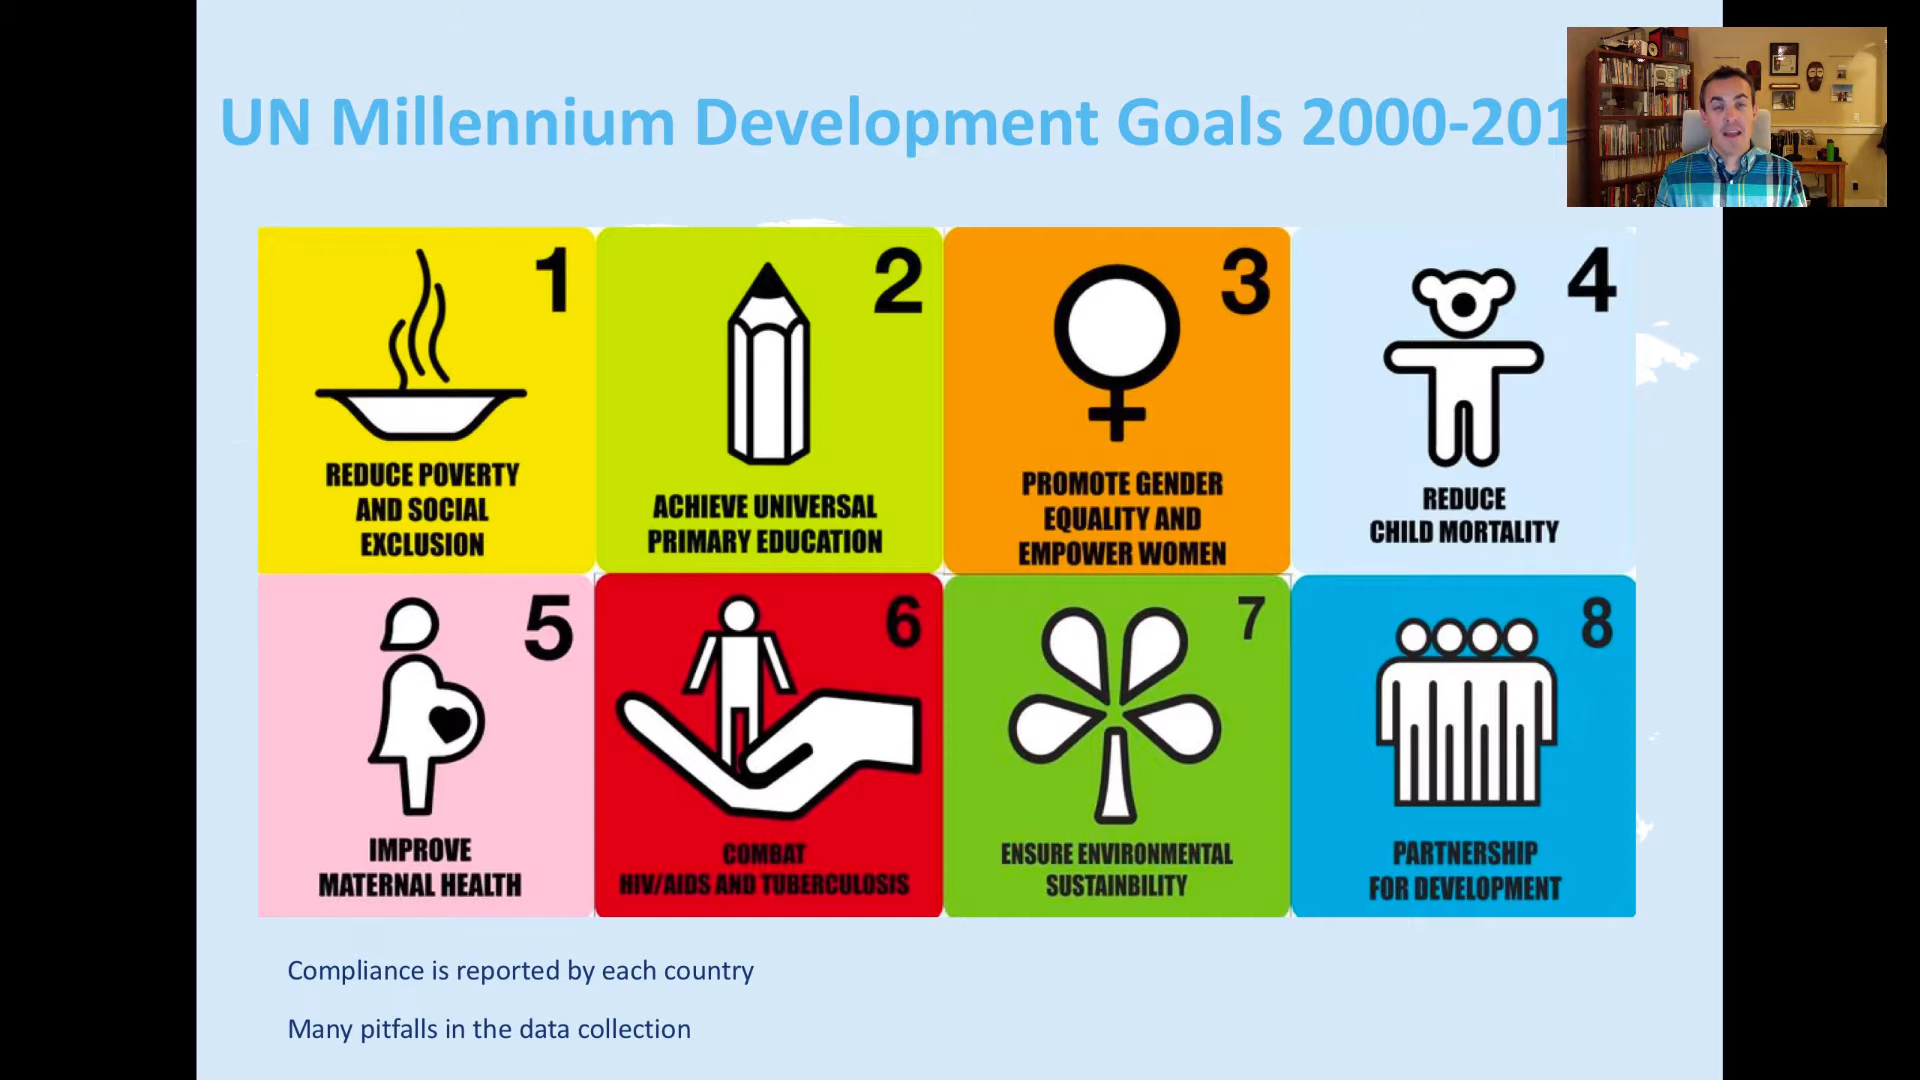 UN Millennium Development Goals 2000-201
1
2
3
4
REDUCE POVERTY
AND SOCIAL
EXCLUSION
ACHIEVE UNIVERSAL
PRIMARY EDUCATION
PROMOTE GENDER
EQUALITY AND
EMPOWER WOMEN
REDUCE
CHILD MORTALITY
5
6
7
8
IMPROVE
MATERNAL HEALTH
COMBAT
HIV/AIDS AND TUBERCULOSIS
ENSURE ENVIRONMENTAL
SUSTAINBILITY
PARTNERSHIP
FOR DEVELOPMENT
Compliance is reported by each country
Many pitfalls in the data collection